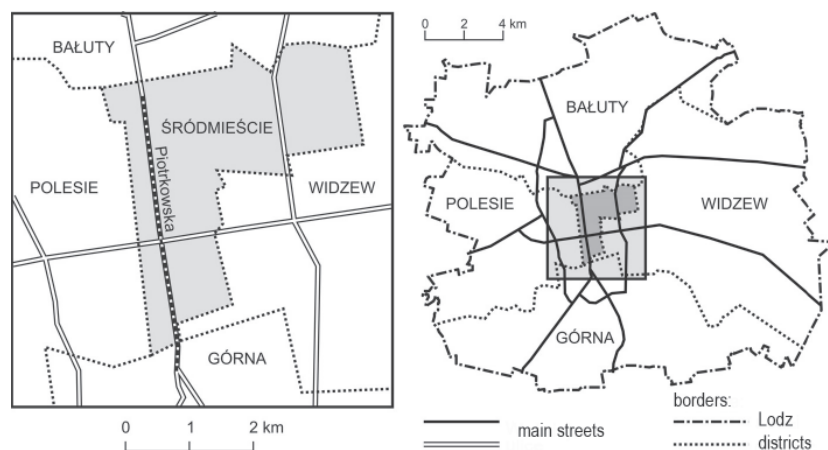 BAŁUTY
ŚRÓDMIEŚCIE
Piotrkowska
POLESIE
WIDZEW
GÓRNA
0 1 2 km
0 2 4 km
BAŁUTY
POLESIE
WIDZEW
GÓRNA
main streets
borders:
Lodz
districts